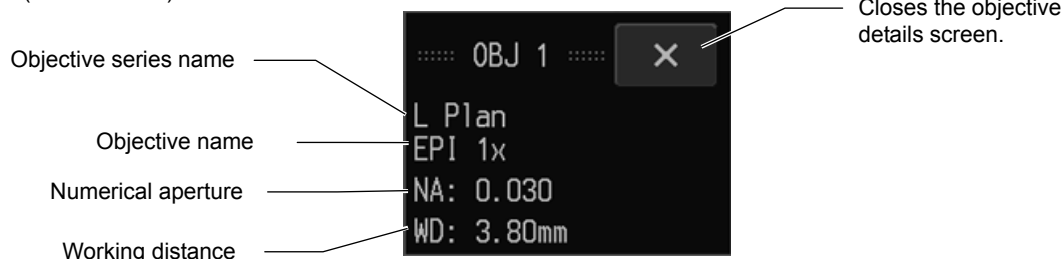 Closes the objective
details screen.
OBJ 1
Objective series name
L Plan
Objective name
EPI 1x
Numerical aperture
NA: 0.030
Working distance
WD: 3.80mm